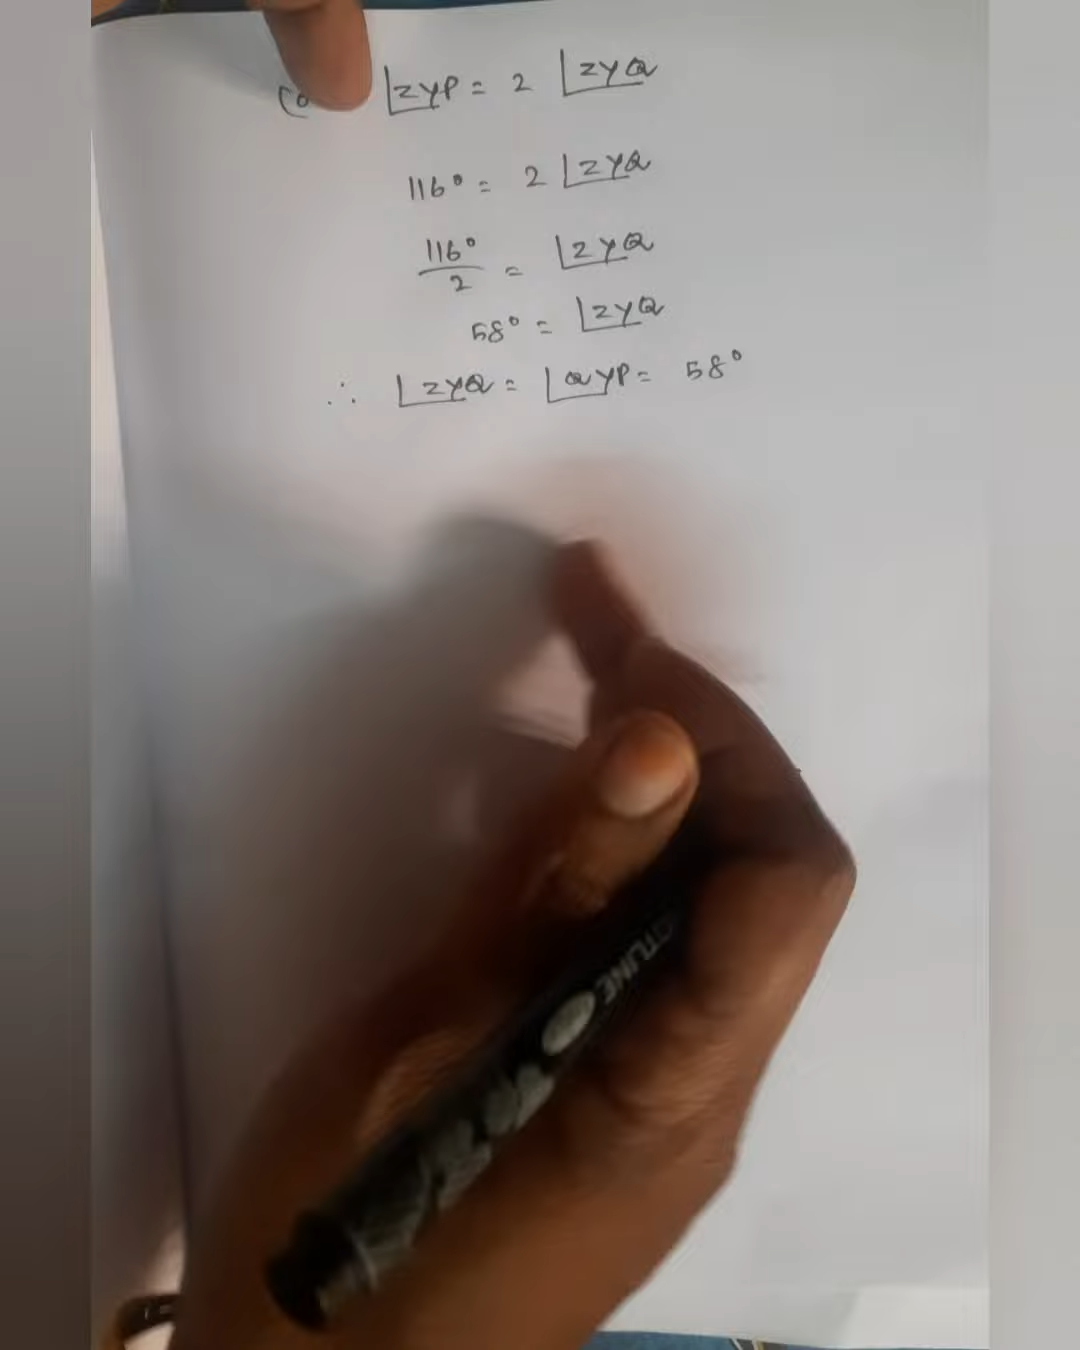 ∠ZYP = 2 ∠ZYQ
116° = 2 ∠ZYQ
116°/2 = ∠ZYQ
58° = ∠ZYQ
∴ ∠ZYQ = ∠QYP = 58°